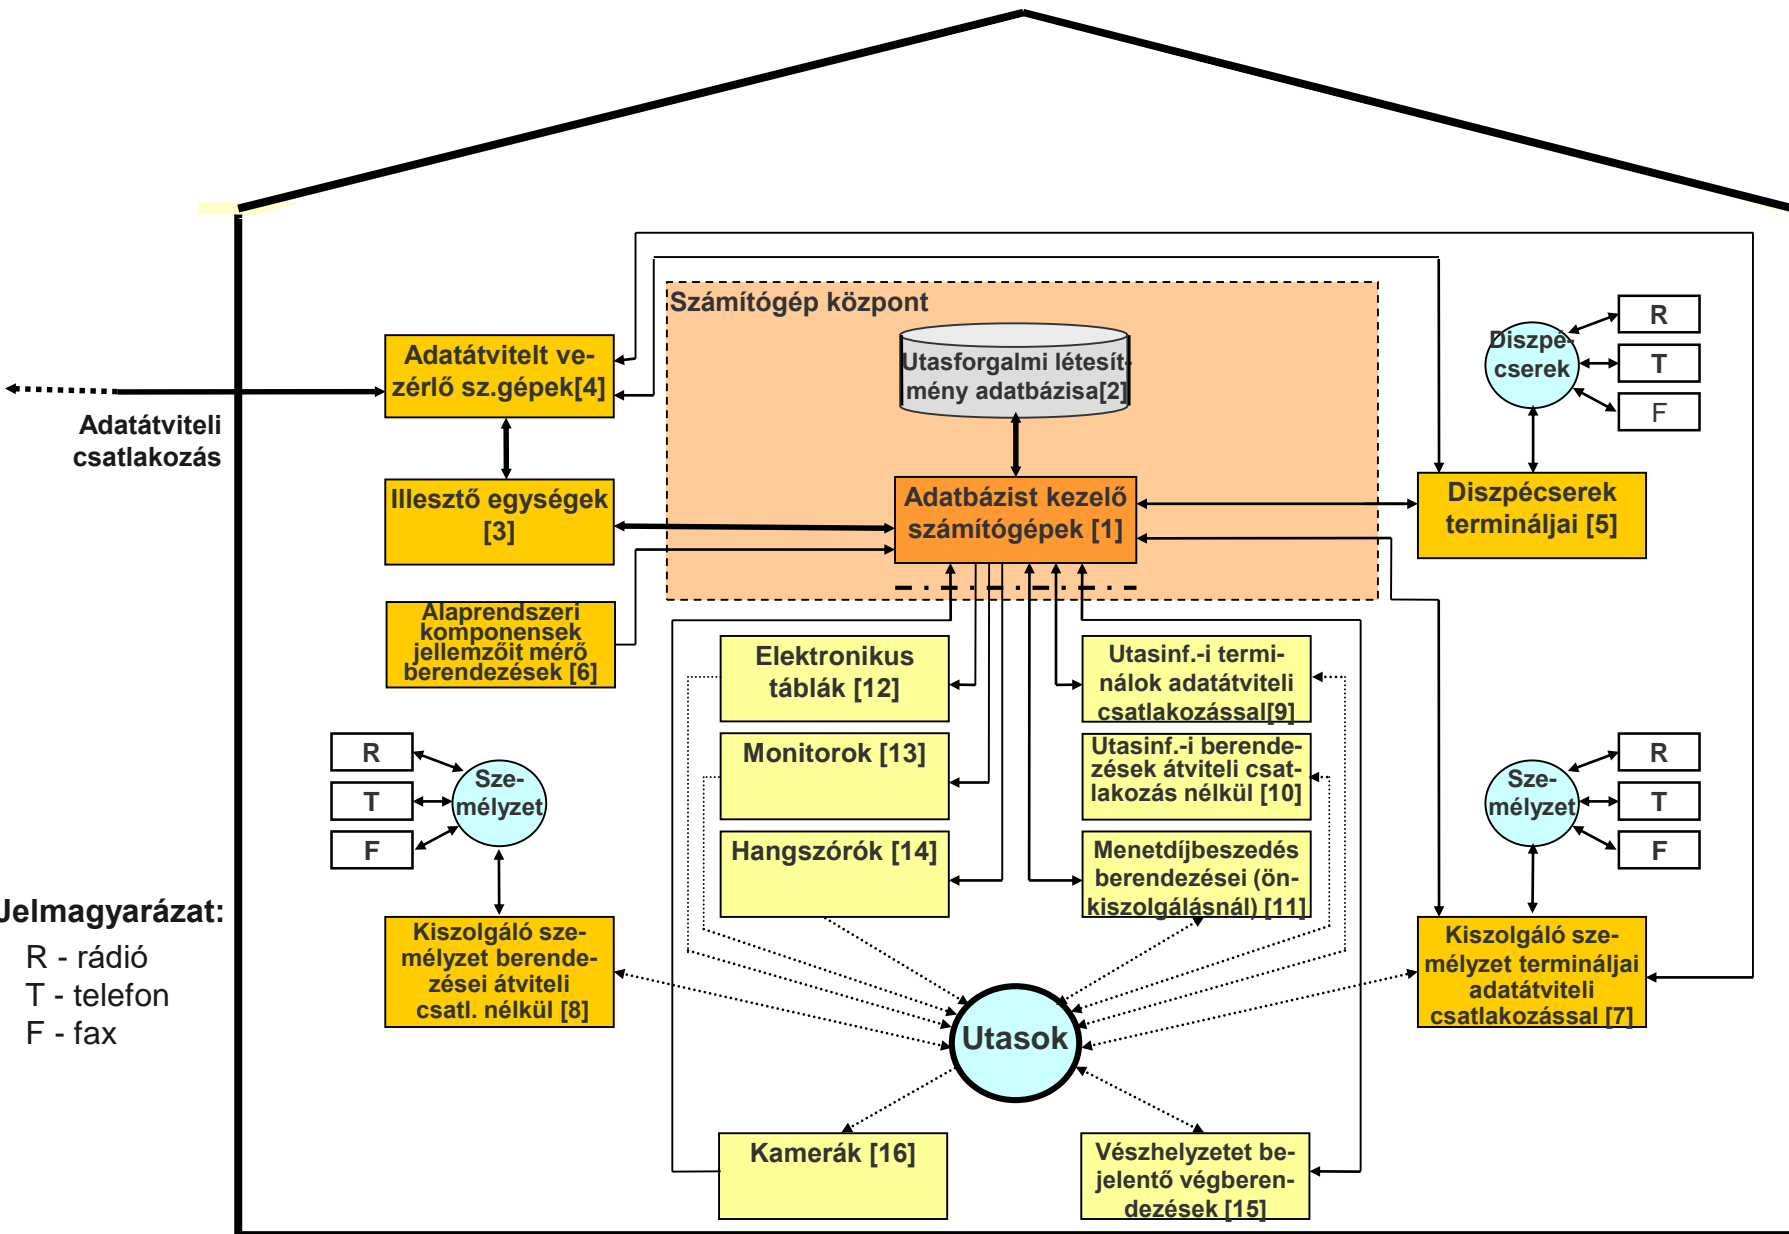 Számítógép központ
Adatátvitelt ve-
zérlő sz.gépek[4]
Utasforgalmi létesít-
mény adatbázisa[2]
Diszpé-
cserek
R
T
F
Adatátviteli
csatlakozás
Illesztő egységek
[3]
Adatbázist kezelő
számítógépek [1]
Diszpécserek
termináljai [5]
Alaprendszeri
komponensek
jellemzőit mérő
berendezések [6]
Elektronikus
táblák [12]
Utasinf.-i termi-
nálok adatátviteli
csatlakozással[9]
R
T
F
Sze-
mélyzet
Monitorok [13]
Utasinf.-i berende-
zések átviteli csat-
lakozás nélkül [10]
Sze-
mélyzet
R
T
F
Hangszórók [14]
Menetdíjbeszedés
berendezései (ön-
kiszolgálásnál) [11]
Jelmagyarázat:
R - rádió
T - telefon
F - fax
Kiszolgáló sze-
mélyzet berende-
zései átviteli
csatl. nélkül [8]
Utasok
Kiszolgáló sze-
mélyzet termináljai
adatátviteli
csatlakozással [7]
Kamerák [16]
Vészhelyzetet be-
jelentő végberen-
dezések [15]